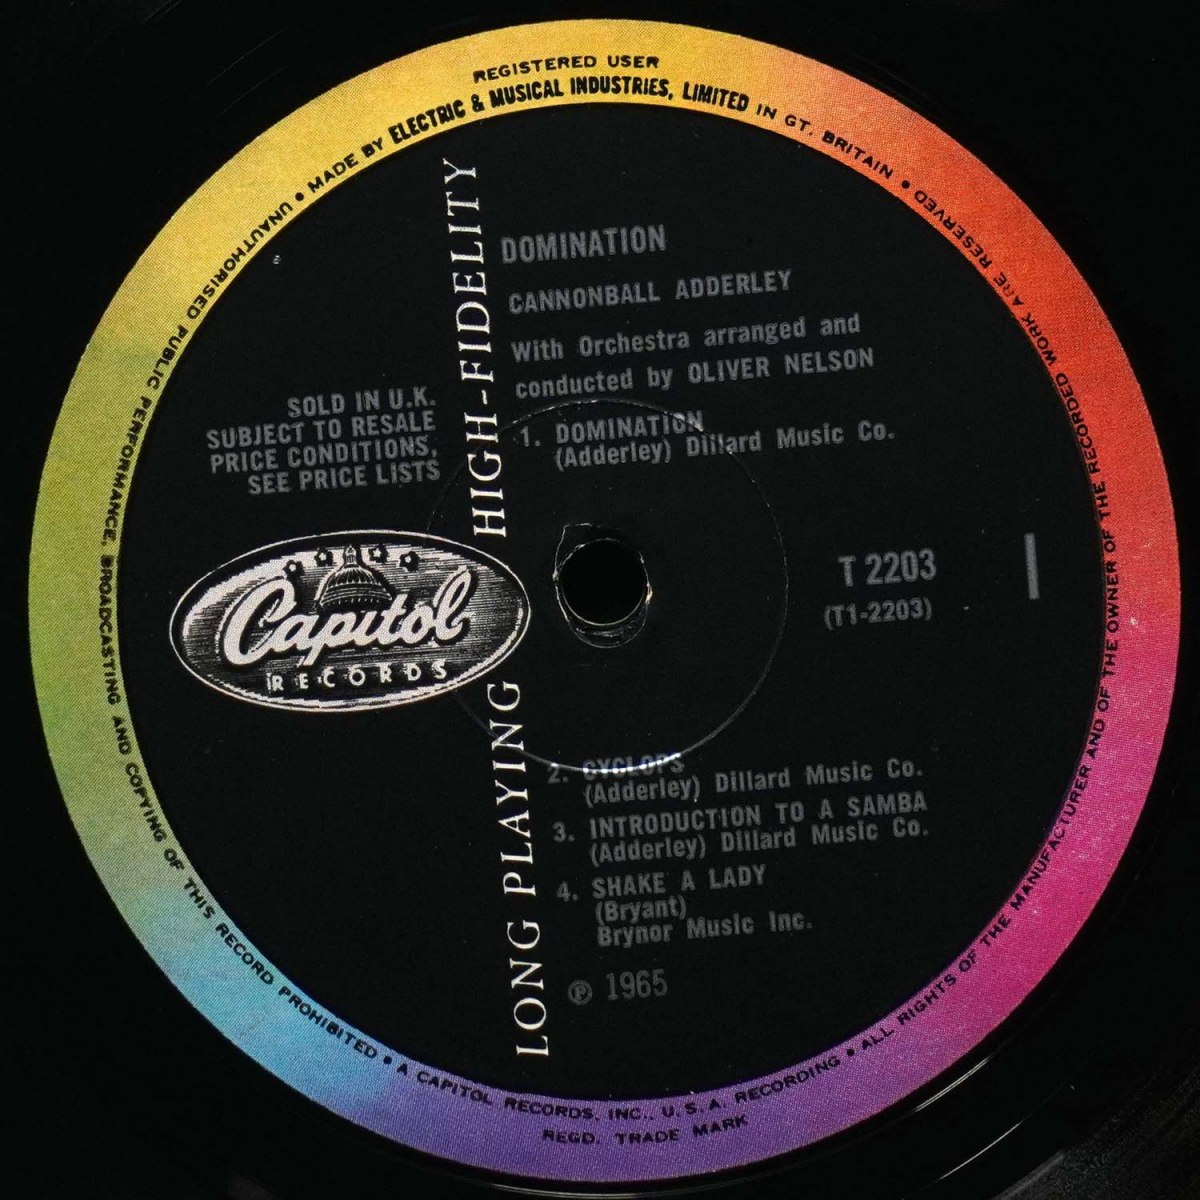 REGISTERED USER
MADE BY ELECTRIC & MUSICAL INDUSTRIES, LIMITED IN GT. BRITAIN • ALL RIGHTS OF THE MANUFACTURER AND OF THE OWNER OF THE RECORDED WORK ARE RESERVED •
UNAUTHORISED PUBLIC PERFORMANCE, BROADCASTING AND COPYING OF THIS RECORD PROHIBITED • A CAPITOL RECORDS, INC., U.S.A. RECORDING •
REGD. TRADE MARK
LONG PLAYING HIGH-FIDELITY
DOMINATION
CANNONBALL ADDERLEY
With Orchestra arranged and
conducted by OLIVER NELSON
SOLD IN U.K.
SUBJECT TO RESALE
PRICE CONDITIONS,
SEE PRICE LISTS
1. DOMINATION
(Adderley) Dillard Music Co.
Capitol
RECORDS
T 2203
(T1-2203)
1
2. CYCLOPS
(Adderley) Dillard Music Co.
3. INTRODUCTION TO A SAMBA
(Adderley) Dillard Music Co.
4. SHAKE A LADY
(Bryant)
Brynor Music Inc.
℗ 1965